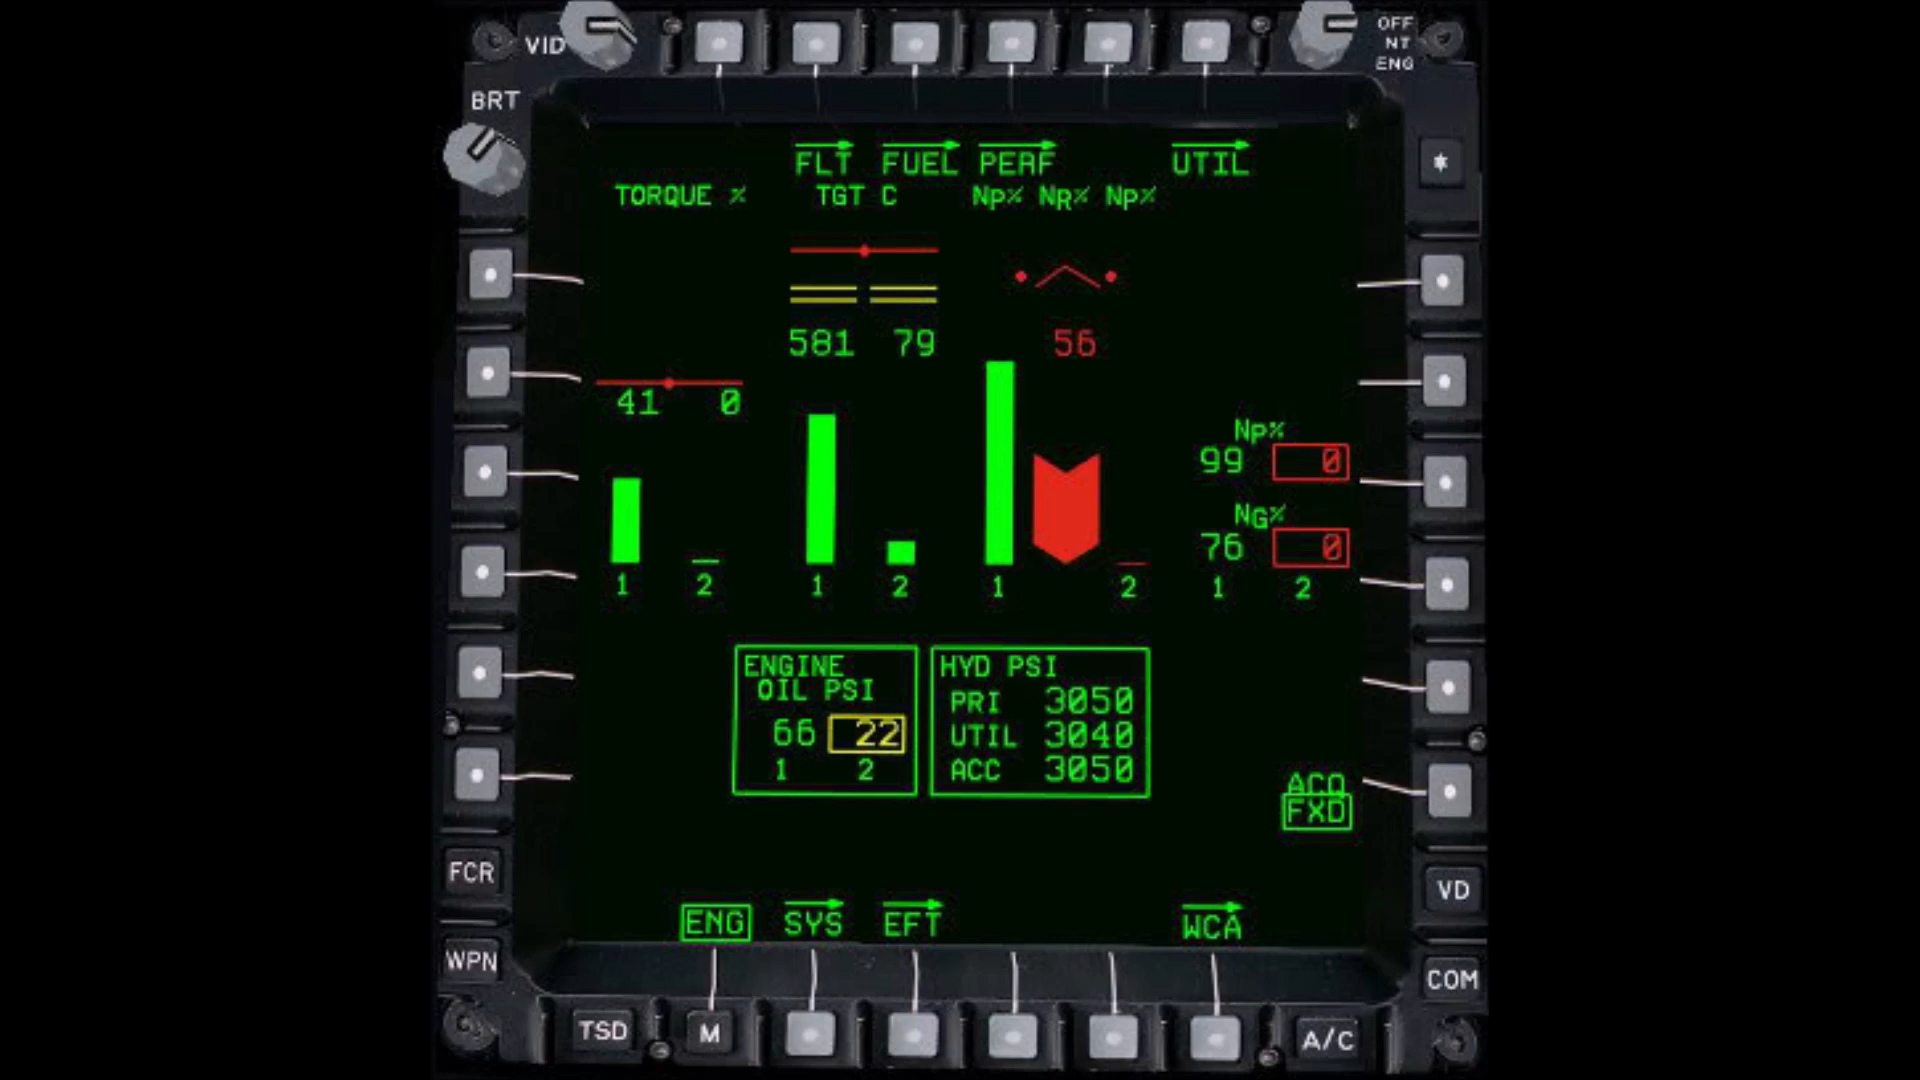 VID
OFF
NT
ENG
BRT
FLT FUEL PERF UTIL
*
TORQUE % TGT C Np% NR% Np%
581 79 56
41 0
Np%
99 0
NG%
76 0
1 2 1 2 1 2 1 2
ENGINE
OIL PSI
66 22
1 2
HYD PSI
PRI 3050
UTIL 3040
ACC 3050
ACQ
FXD
FCR
VD
ENG SYS EFT WCA
WPN
COM
TSD M A/C